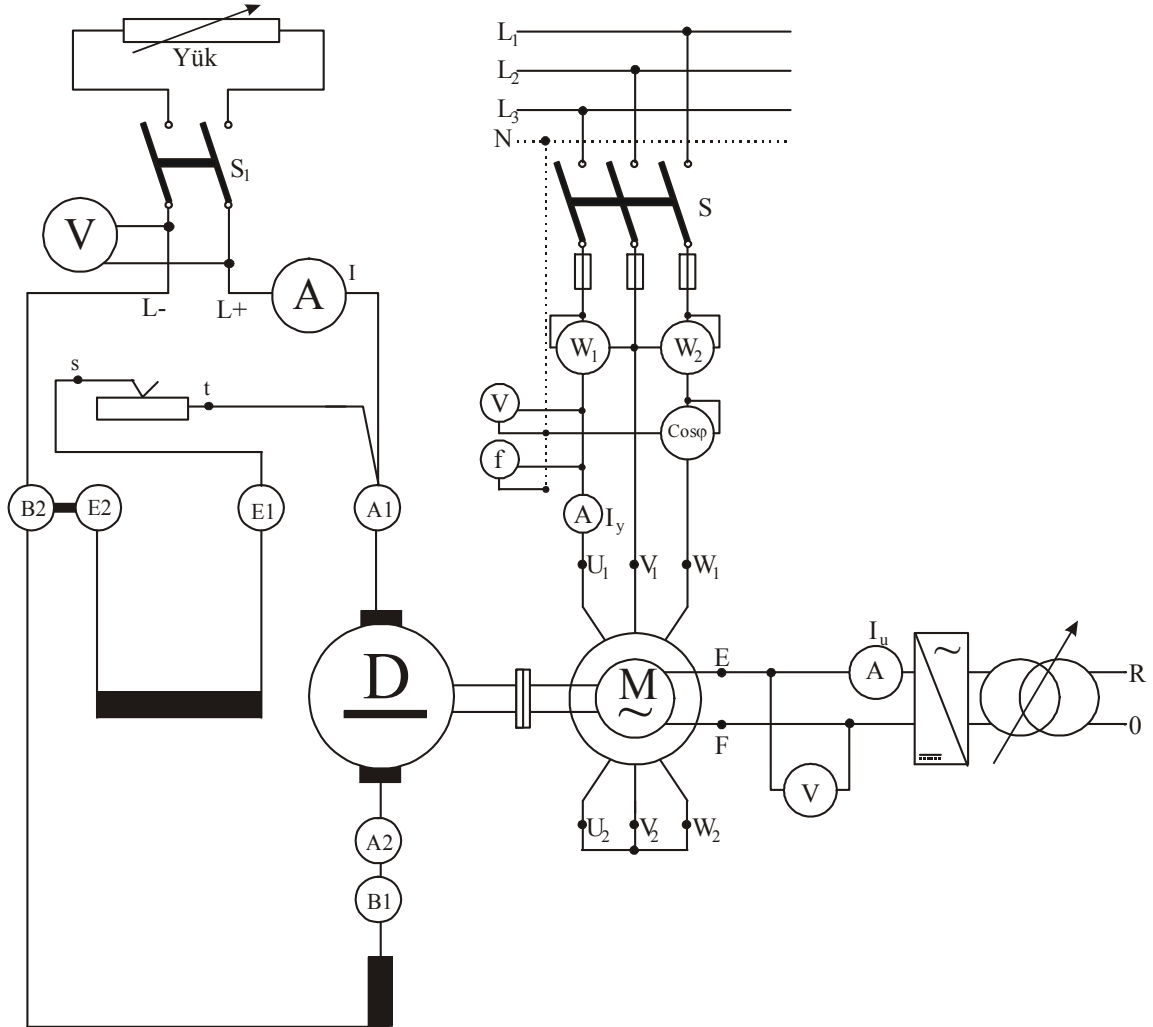 Yük
S1
V
L-
L+
A
I
s
t
B2
E2
E1
A1
D
A2
B1
L1
L2
L3
N
S
W1
W2
V
Cosφ
f
A
Iy
U1
V1
W1
M
~
E
F
Iu
A
~
V
R
0
U2
V2
W2